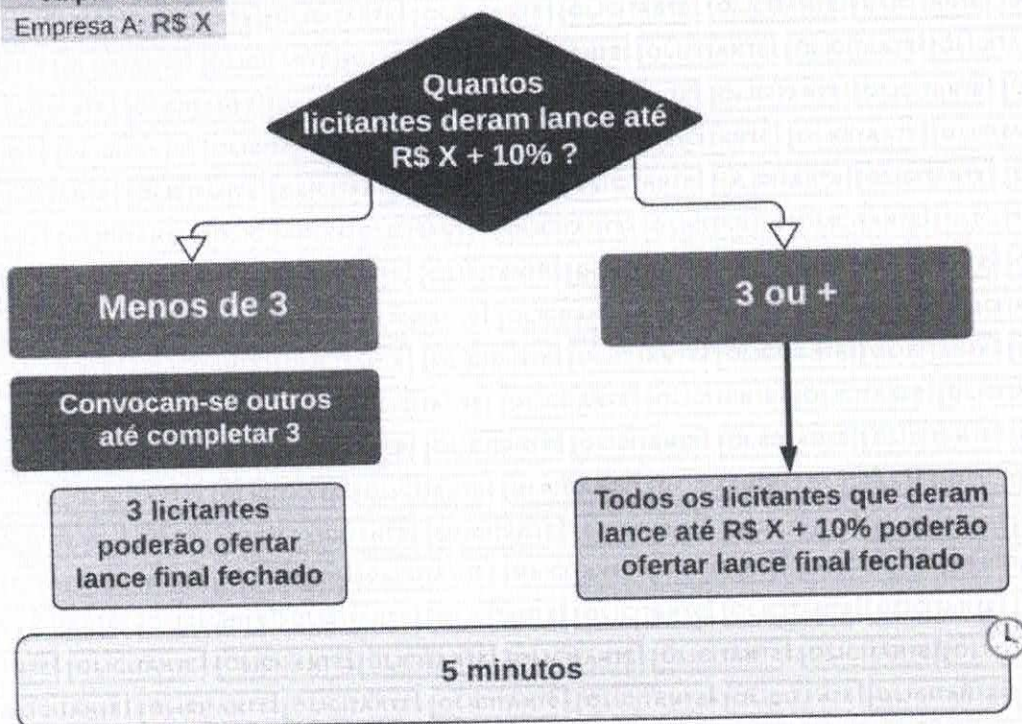 Empresa A: R$ X
Quantos
licitantes deram lance até
R$ X + 10% ?
Menos de 3
3 ou +
Convocam-se outros
até completar 3
3 licitantes
poderão ofertar
lance final fechado
Todos os licitantes que deram
lance até R$ X + 10% poderão
ofertar lance final fechado
5 minutos